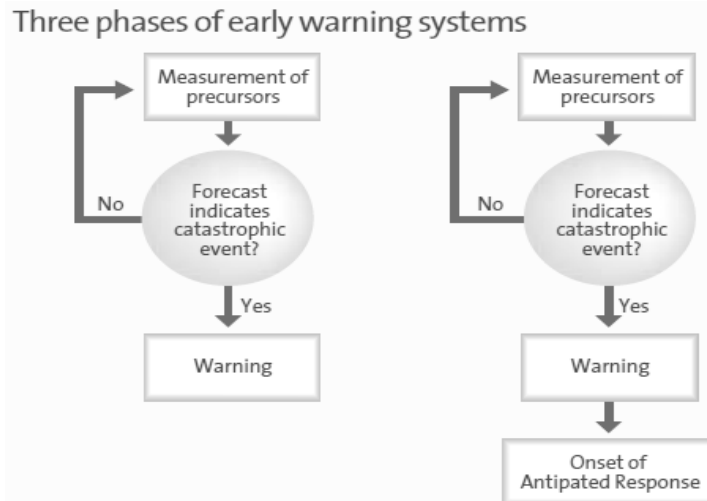 Three phases of early warning systems
Measurement of
precursors
Forecast
indicates
catastrophic
event?
No
Yes
Warning
Measurement of
precursors
Forecast
indicates
catastrophic
event?
No
Yes
Warning
Onset of
Antipated Response